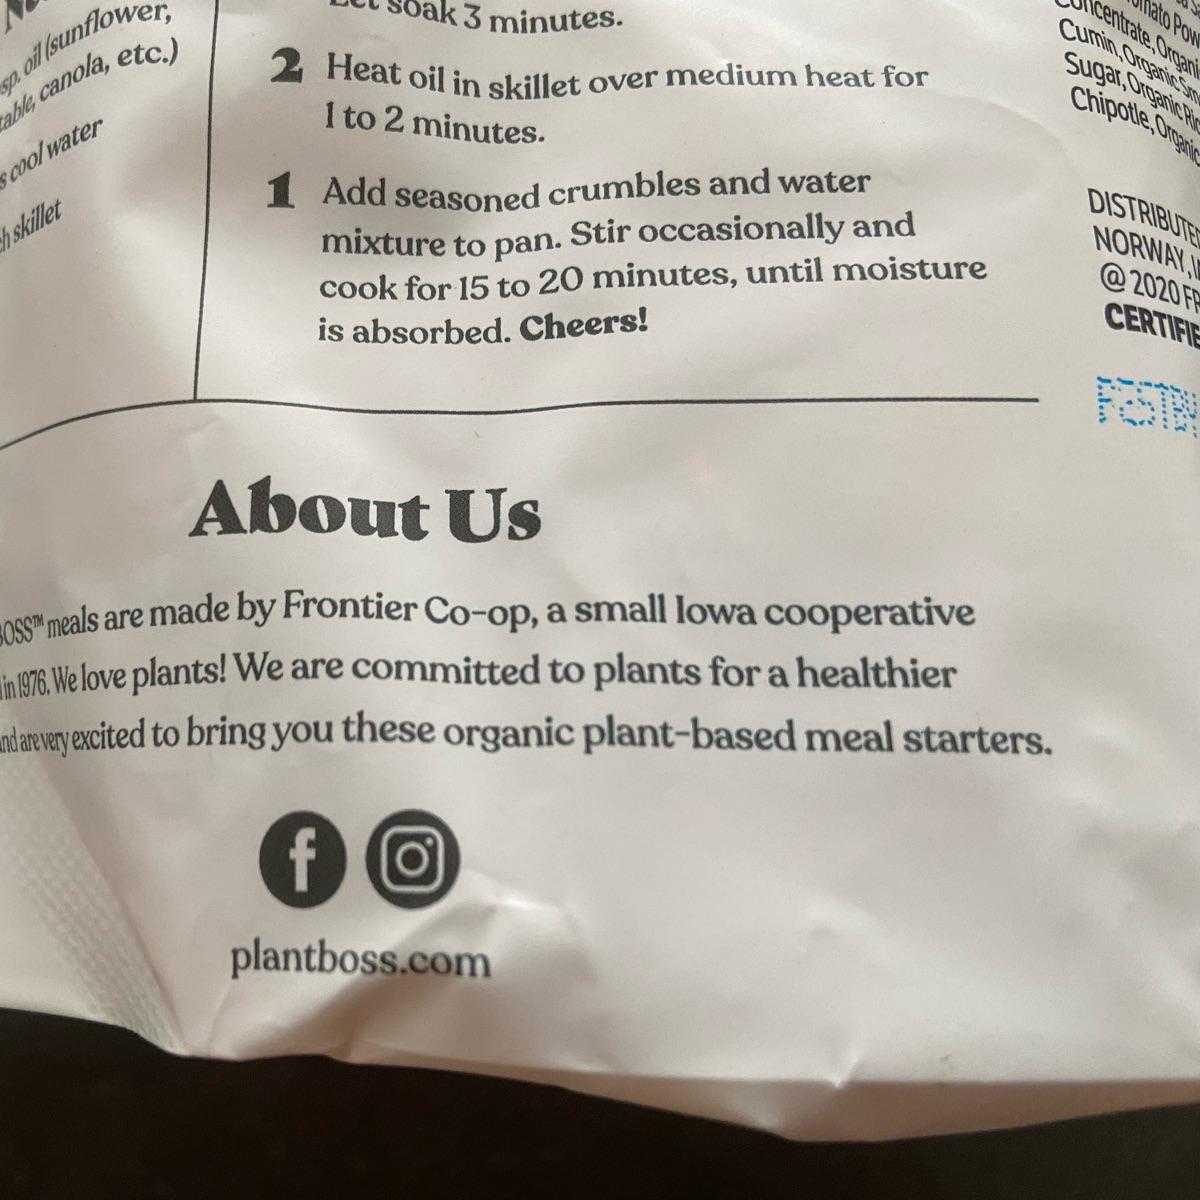 oil (sunflower,
canola, etc.)
cool water
skillet
soak 3 minutes.
2 Heat oil in skillet over medium heat for
1 to 2 minutes.
1 Add seasoned crumbles and water
mixture to pan. Stir occasionally and
cook for 15 to 20 minutes, until moisture
is absorbed. Cheers!
Cumin, Organic
Sugar, Organic
Chipotle, Organic
DISTRIBUTED
NORWAY,
@ 2020 FR
CERTIFIE
About Us
BOSS™ meals are made by Frontier Co-op, a small Iowa cooperative
in 1976. We love plants! We are committed to plants for a healthier
and are very excited to bring you these organic plant-based meal starters.
f
plantboss.com